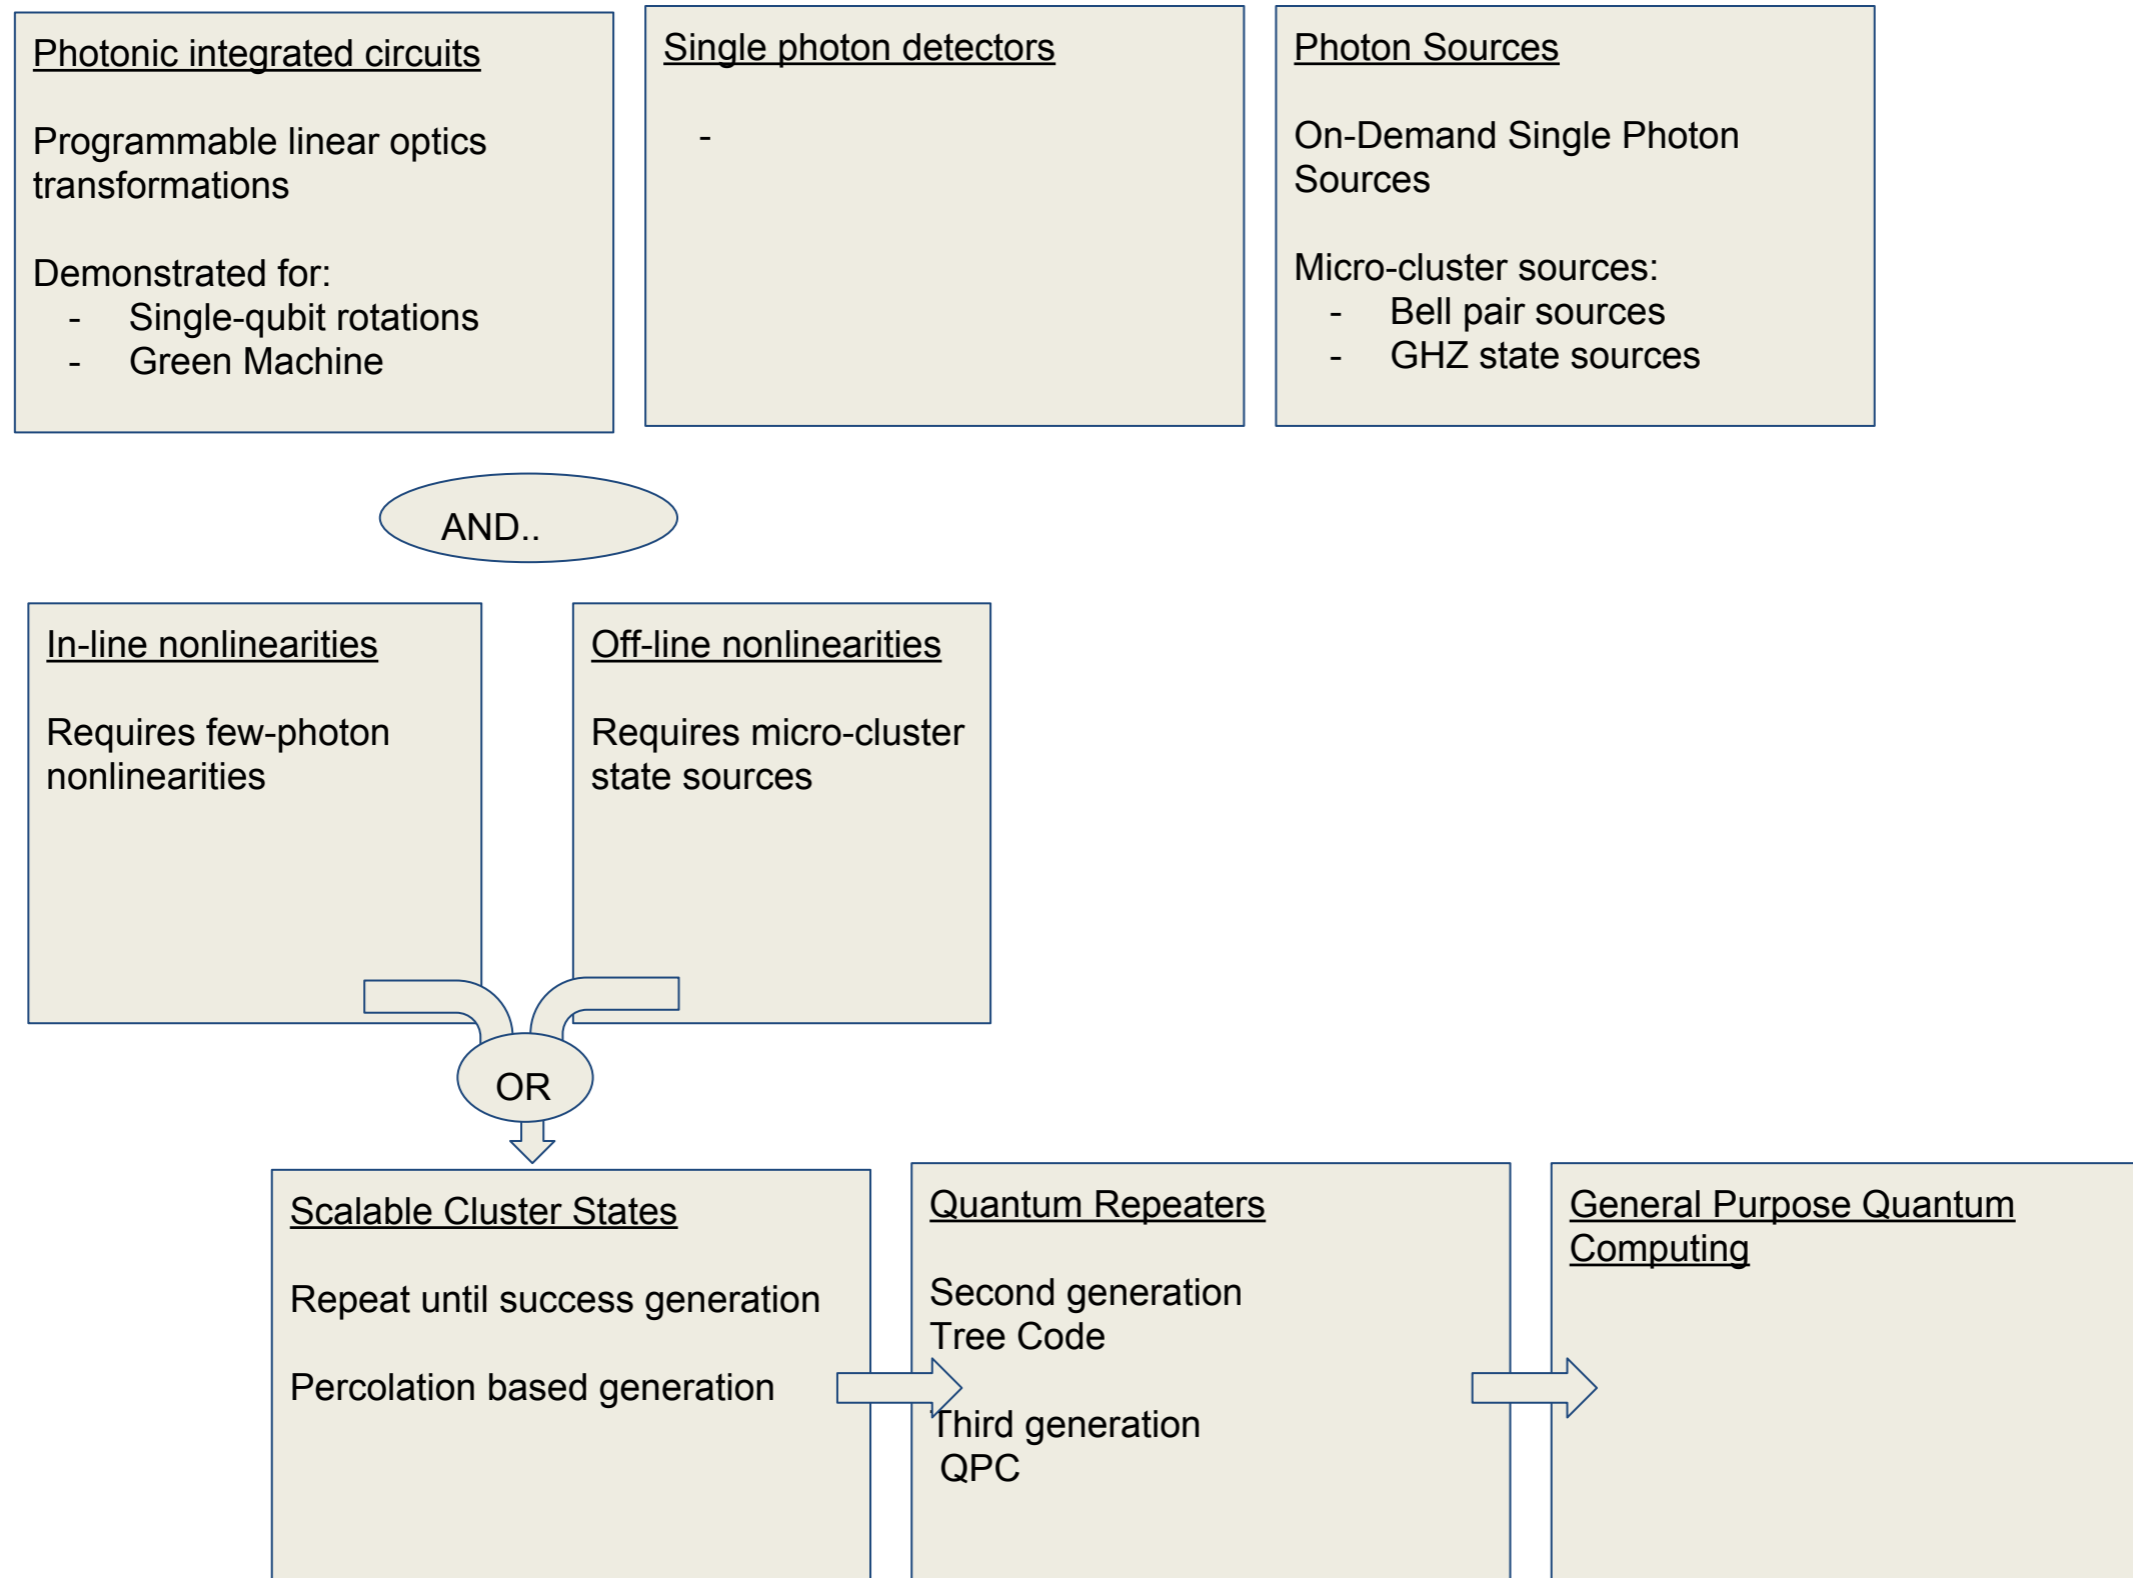 Photonic integrated circuits
Programmable linear optics
transformations
Demonstrated for:
- Single-qubit rotations
- Green Machine
Single photon detectors
-
Photon Sources
On-Demand Single Photon
Sources
Micro-cluster sources:
- Bell pair sources
- GHZ state sources
AND..
In-line nonlinearities
Requires few-photon
nonlinearities
Off-line nonlinearities
Requires micro-cluster
state sources
OR
Scalable Cluster States
Repeat until success generation
Percolation based generation
Quantum Repeaters
Second generation
Tree Code
Third generation
QPC
General Purpose Quantum
Computing